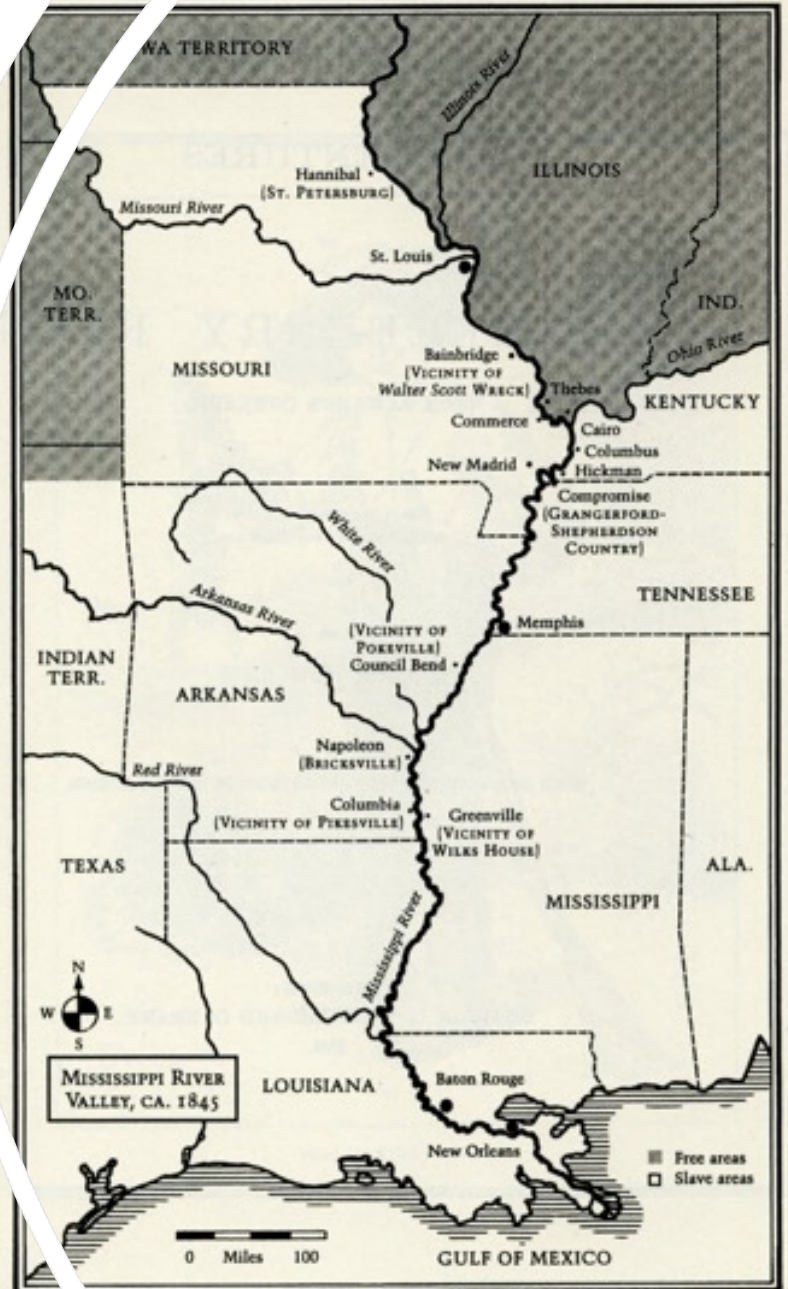 WA TERRITORY
Illinois River
ILLINOIS
Hannibal
(ST. PETERSBURG)
Missouri River
St. Louis
MO.
TERR.
IND.
Ohio River
MISSOURI
Bainbridge
(VICINITY OF
Walter Scott WRECK)
Thebes
KENTUCKY
Commerce
Cairo
Columbus
New Madrid
Hickman
Compromise
(GRANGERFORD-
SHEPHERDSON
COUNTRY)
White River
TENNESSEE
Arkansas River
Memphis
(VICINITY OF
POKEVILLE)
Council Bend
INDIAN
TERR.
ARKANSAS
Napoleon
(BRICKSVILLE)
Red River
Columbia
(VICINITY OF PIKESVILLE)
Greenville
(VICINITY OF
WILKS HOUSE)
TEXAS
ALA.
MISSISSIPPI
Mississippi River
N
W E
S
MISSISSIPPI RIVER
VALLEY, CA. 1845
LOUISIANA
Baton Rouge
New Orleans
Free areas
Slave areas
0 Miles 100
GULF OF MEXICO